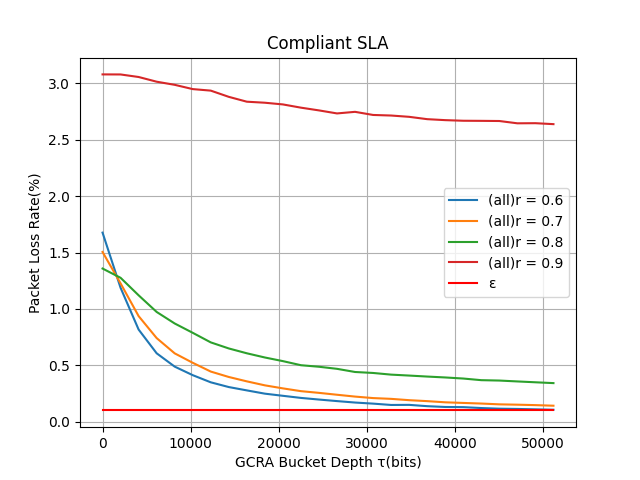 Compliant SLA
Packet Loss Rate(%)
3.0
2.5
2.0
1.5
1.0
0.5
0.0
(all)r = 0.6
(all)r = 0.7
(all)r = 0.8
(all)r = 0.9
ε
0 10000 20000 30000 40000 50000
GCRA Bucket Depth τ(bits)